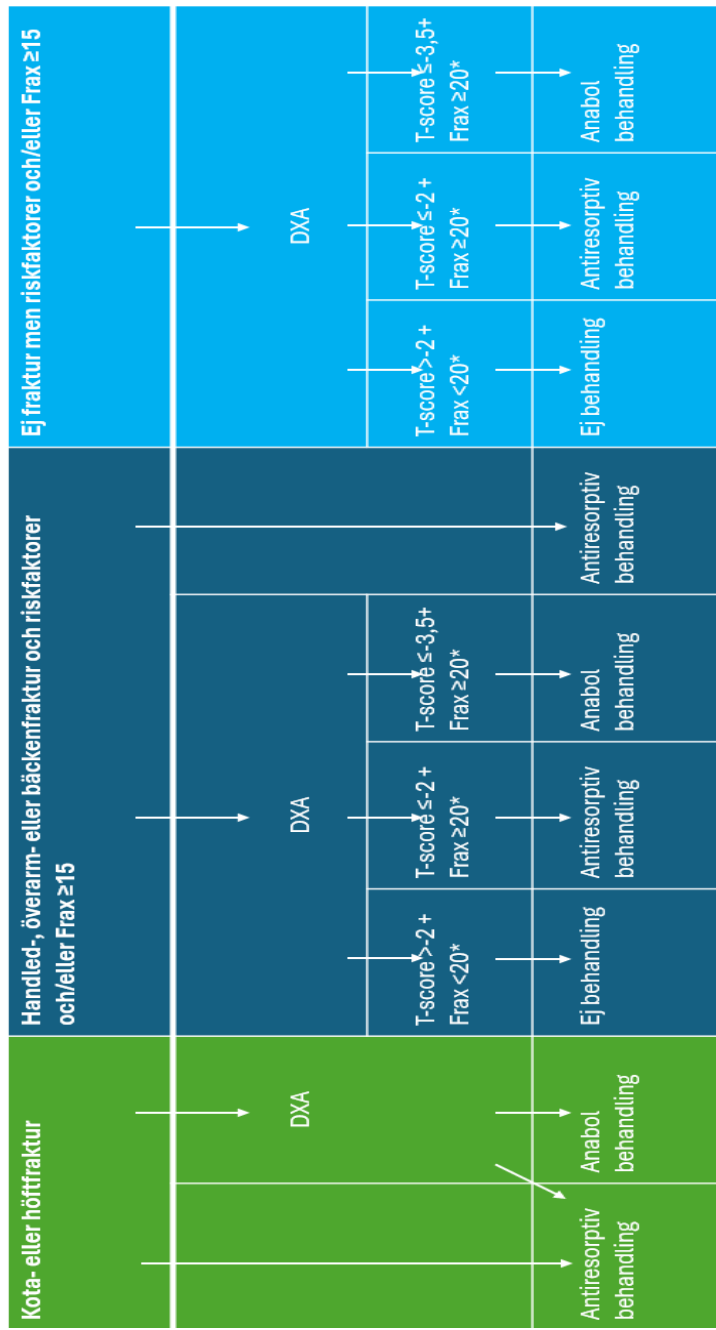 Kota- eller höftfraktur
DXA
Antiresorptiv
behandling
Anabol
behandling
Handled-, överarm- eller bäckenfraktur och riskfaktorer
och/eller Frax ≥15
DXA
T-score >-2 +
Frax <20*
T-score ≤-2 +
Frax ≥20*
T-score ≤-3,5+
Frax ≥20*
Ej behandling
Antiresorptiv
behandling
Anabol
behandling
Antiresorptiv
behandling
Ej fraktur men riskfaktorer och/eller Frax ≥15
DXA
T-score >-2 +
Frax <20*
T-score ≤-2 +
Frax ≥20*
T-score ≤-3,5+
Frax ≥20*
Ej behandling
Antiresorptiv
behandling
Anabol
behandling